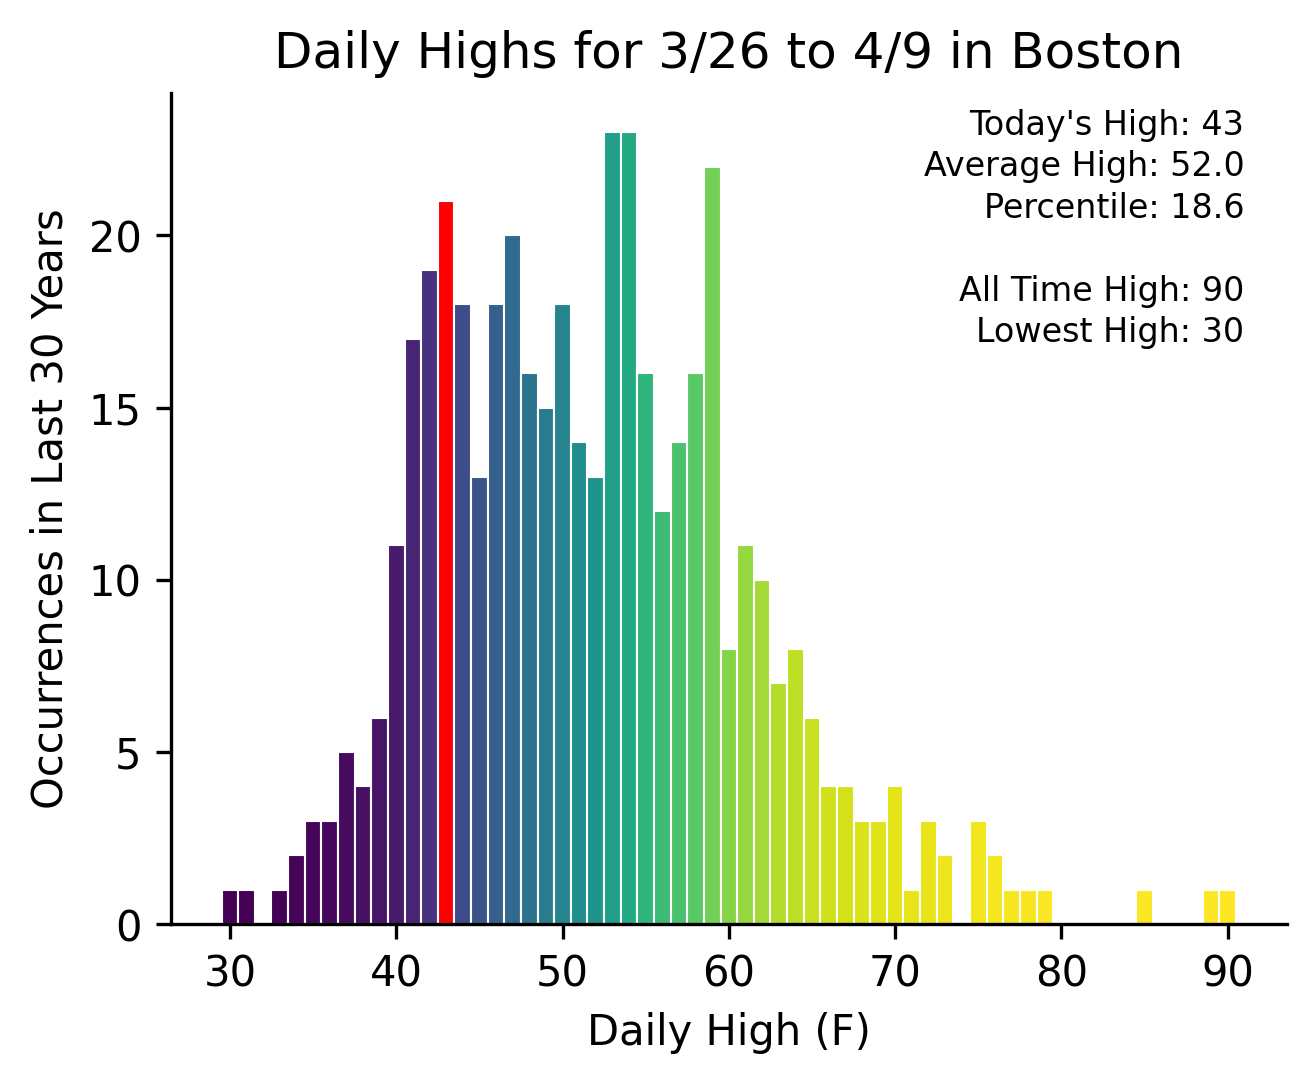 Daily Highs for 3/26 to 4/9 in Boston
Today's High: 43
Average High: 52.0
Percentile: 18.6
All Time High: 90
Lowest High: 30
Occurrences in Last 30 Years
20
15
10
5
0
30 40 50 60 70 80 90
Daily High (F)